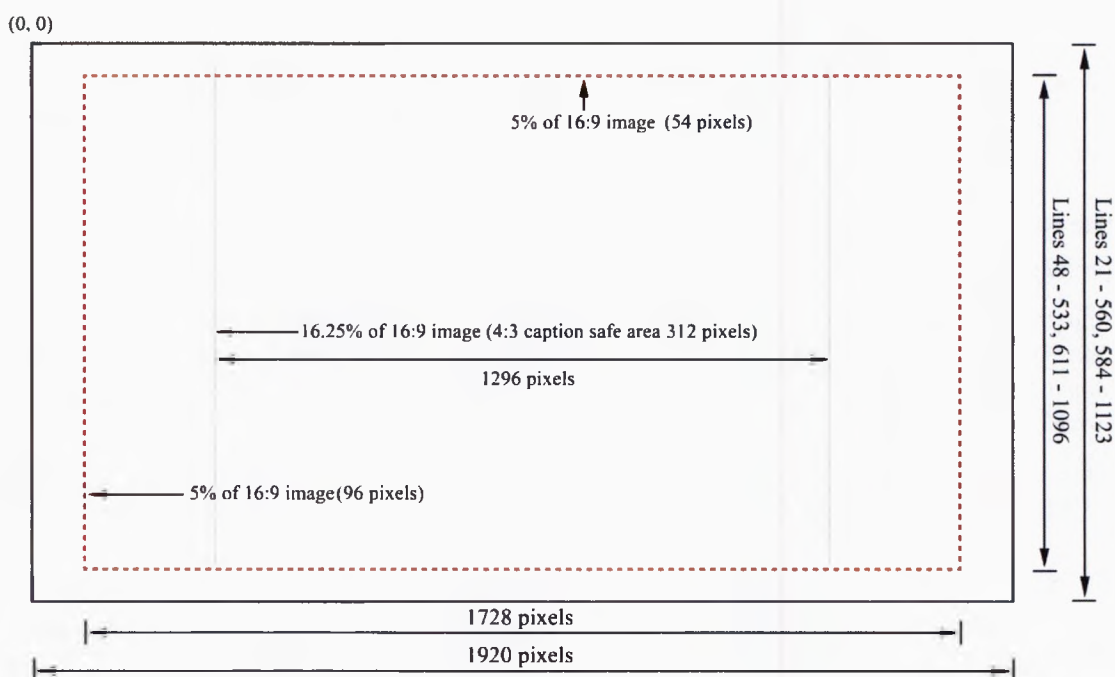 (0, 0)
5% of 16:9 image (54 pixels)
16.25% of 16:9 image (4:3 caption safe area 312 pixels)
1296 pixels
5% of 16:9 image(96 pixels)
1728 pixels
1920 pixels
Lines 48 - 533, 611 - 1096
Lines 21 - 560, 584 - 1123